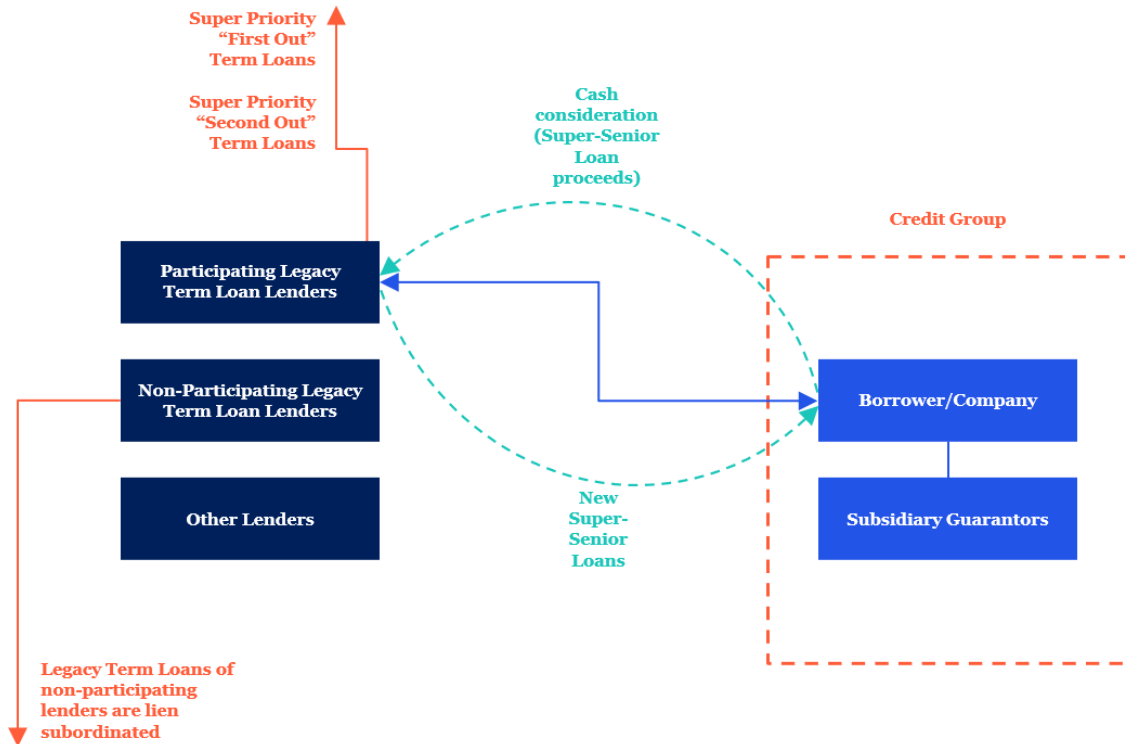 Super Priority
“First Out”
Term Loans
Super Priority
“Second Out”
Term Loans
Cash
consideration
(Super-Senior
Loan
proceeds)
Credit Group
Participating Legacy
Term Loan Lenders
Non-Participating Legacy
Term Loan Lenders
Borrower/Company
Other Lenders
Subsidiary Guarantors
New
Super-
Senior
Loans
Legacy Term Loans of
non-participating
lenders are lien
subordinated